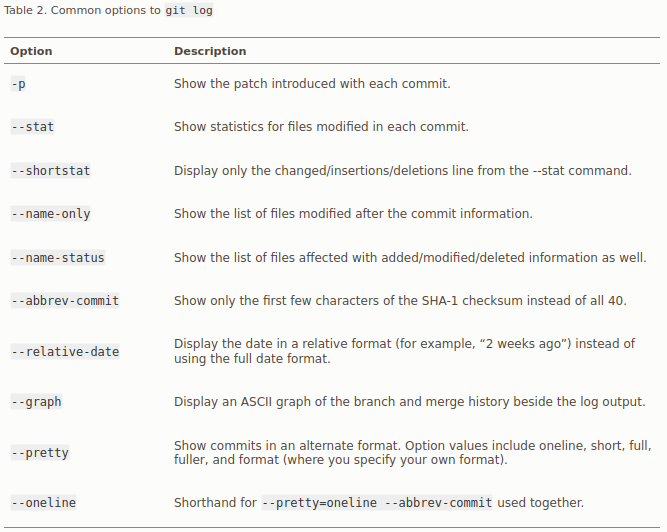 Table 2. Common options to git log
Option Description
-p Show the patch introduced with each commit.
--stat Show statistics for files modified in each commit.
--shortstat Display only the changed/insertions/deletions line from the --stat command.
--name-only Show the list of files modified after the commit information.
--name-status Show the list of files affected with added/modified/deleted information as well.
--abbrev-commit Show only the first few characters of the SHA-1 checksum instead of all 40.
--relative-date Display the date in a relative format (for example, “2 weeks ago”) instead of
using the full date format.
--graph Display an ASCII graph of the branch and merge history beside the log output.
--pretty Show commits in an alternate format. Option values include oneline, short, full,
fuller, and format (where you specify your own format).
--oneline Shorthand for --pretty=oneline --abbrev-commit used together.